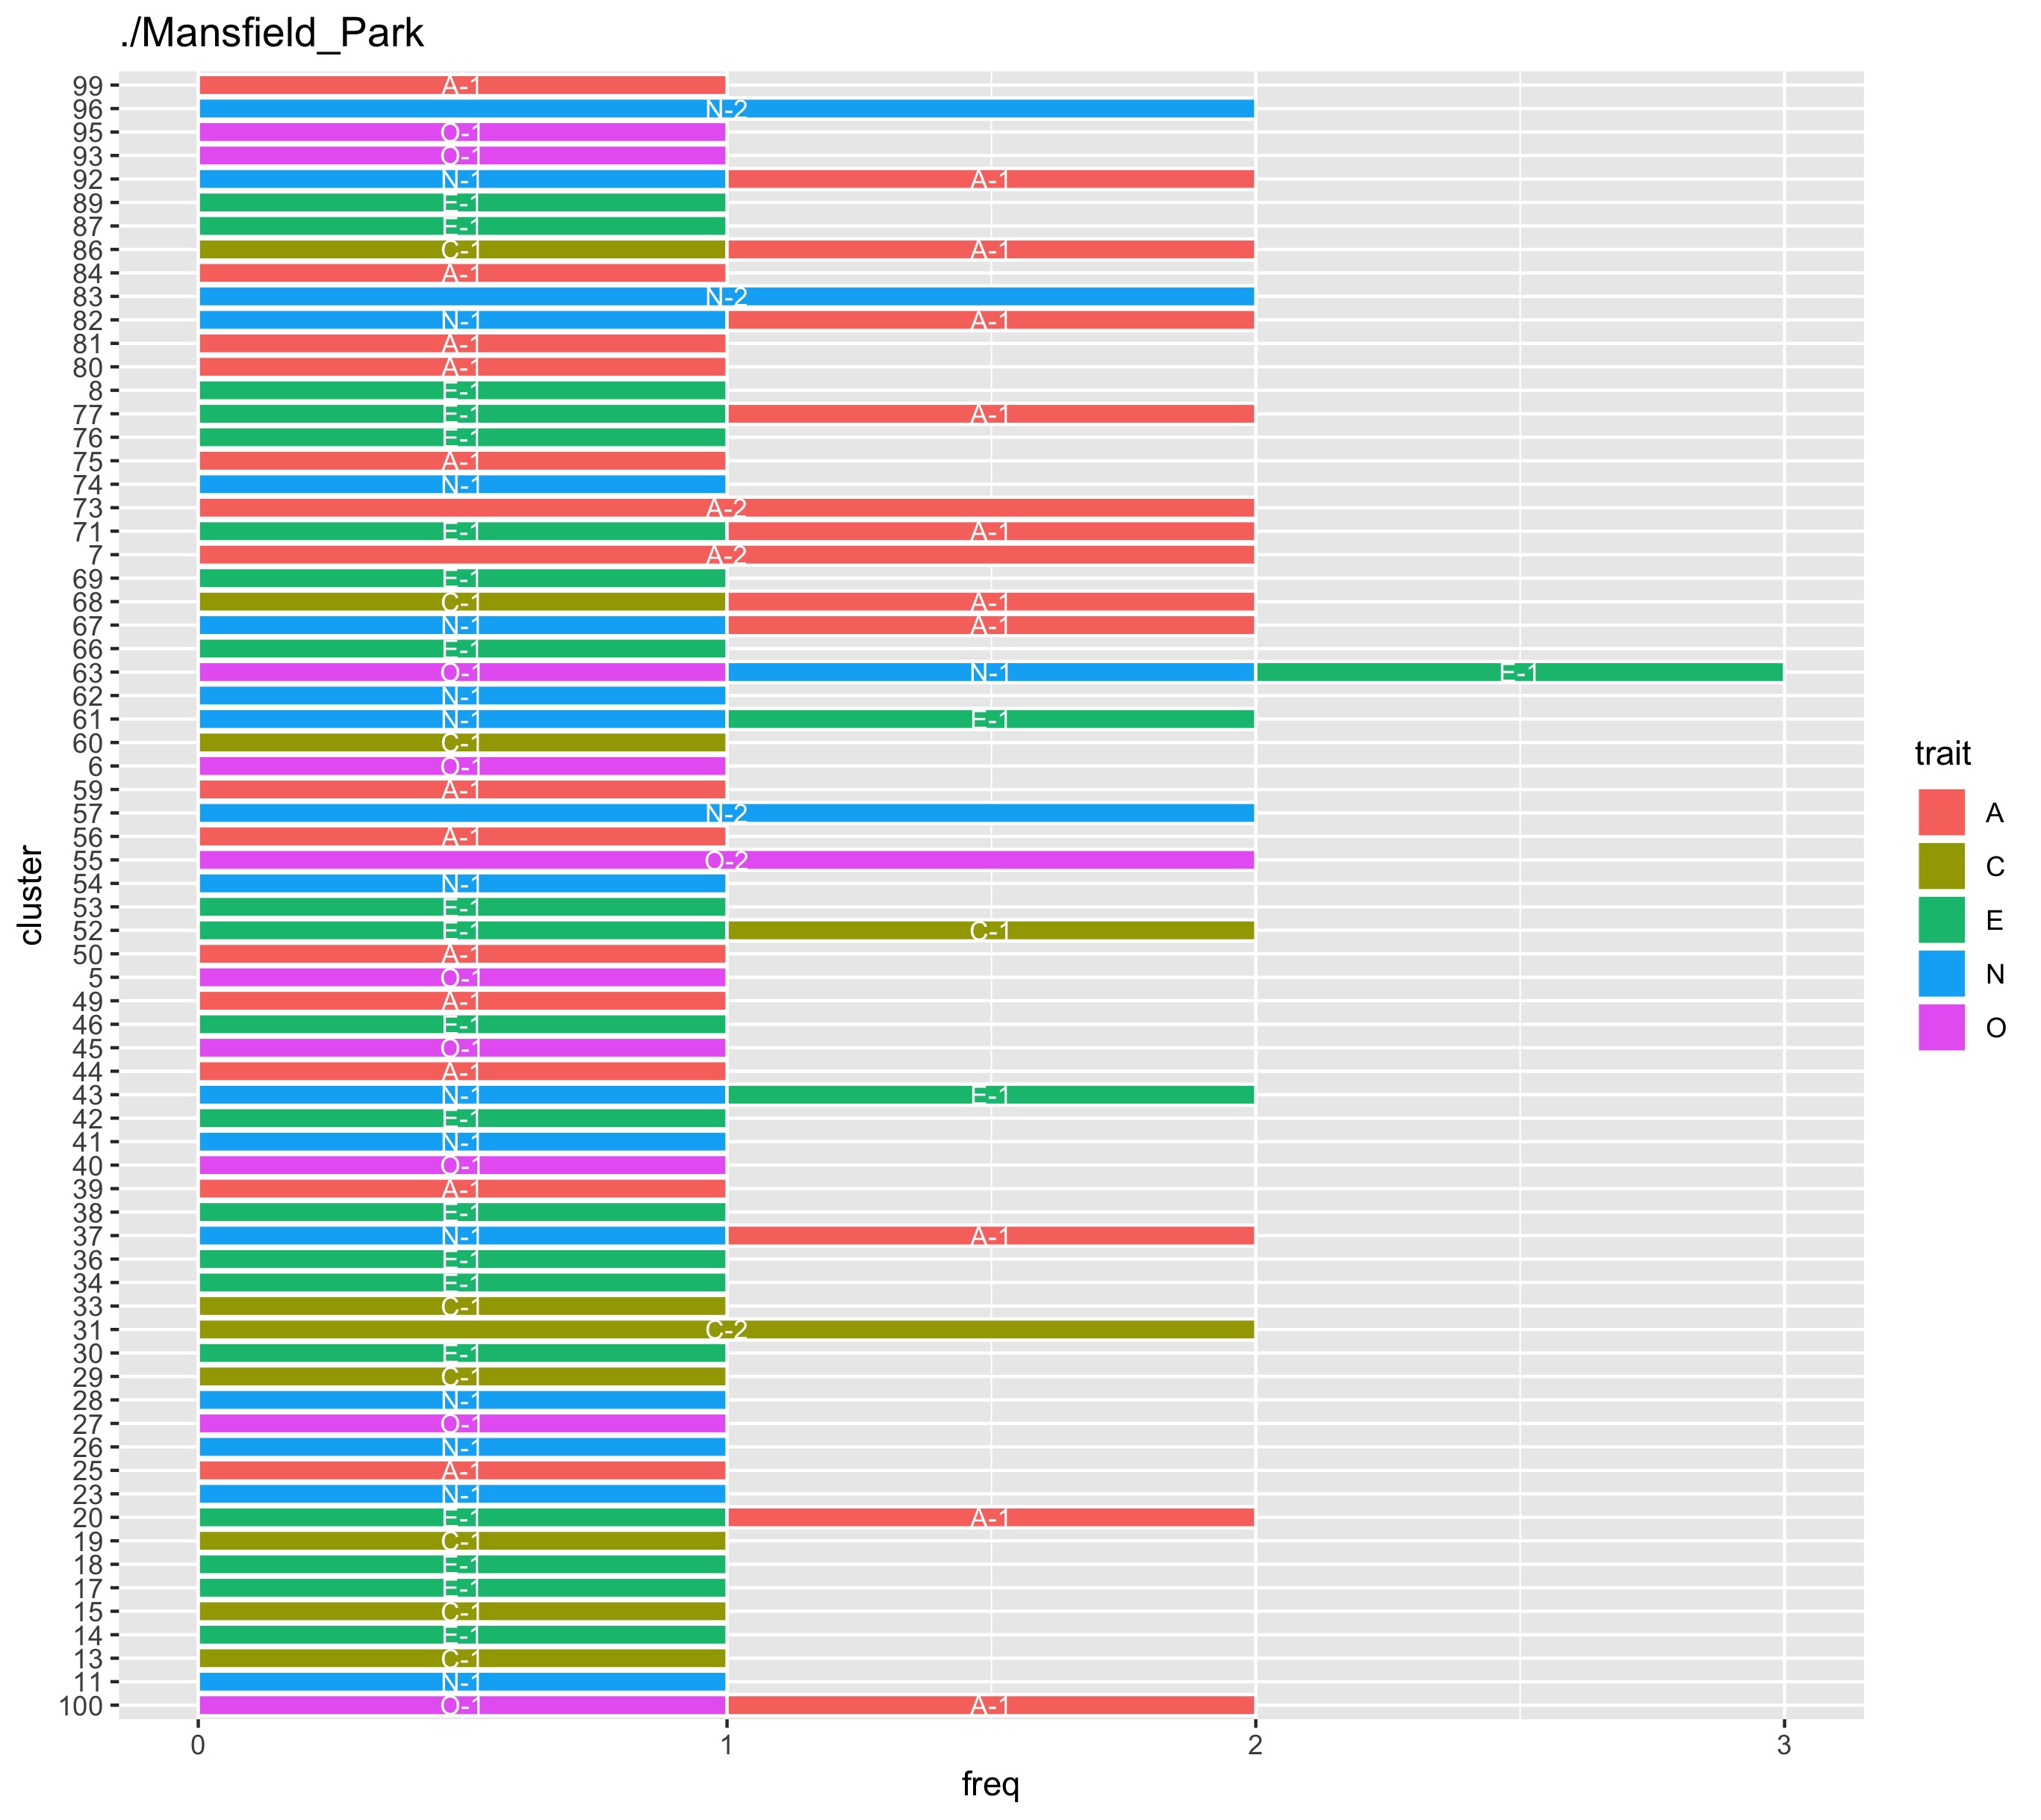 ./Mansfield_Park
99 A-1
96 N-2
95 O-1
93 O-1
92 N-1 A-1
89 E-1
87 E-1
86 C-1 A-1
84 A-1
83 N-2
82 N-1 A-1
81 A-1
80 A-1
8 E-1
77 E-1 A-1
76 E-1
75 A-1
74 N-1
73 A-2
71 E-1 A-1
7 A-2
69 E-1
68 C-1 A-1
67 N-1 A-1
66 E-1
63 O-1 N-1 E-1
62 N-1
61 N-1 E-1
60 C-1
6 O-1
59 A-1
57 N-2
56 A-1
55 O-2
54 N-1
53 E-1
52 E-1 C-1
50 A-1
5 O-1
49 A-1
46 E-1
45 O-1
44 A-1
43 N-1 E-1
42 E-1
41 N-1
40 O-1
39 A-1
38 E-1
37 N-1 A-1
36 E-1
34 E-1
33 C-1
31 C-2
30 E-1
29 C-1
28 N-1
27 O-1
26 N-1
25 A-1
23 N-1
20 E-1 A-1
19 C-1
18 E-1
17 E-1
15 C-1
14 E-1
13 C-1
11 N-1
100 O-1 A-1
0 1 2 3
freq
cluster
trait
A
C
E
N
O